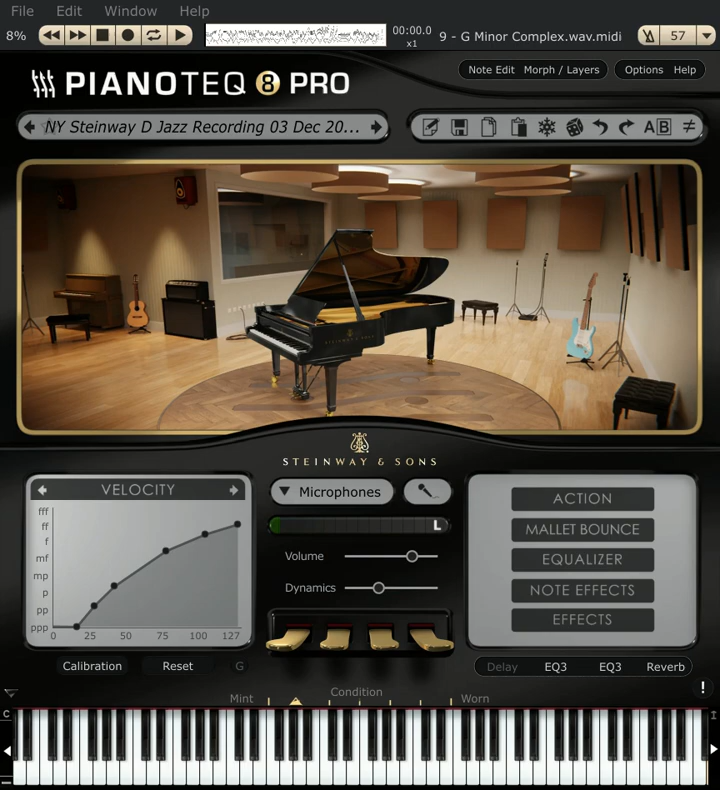 File Edit Window Help
8% 00:00.0 x1 9 - G Minor Complex.wav.midi 57
Note Edit Morph / Layers Options Help
PIANOTEQ 8 PRO
NY Steinway D Jazz Recording 03 Dec 20... A B ≠
STEINWAY & SONS
VELOCITY
fff
ff
f
mf
mp
p
pp
ppp
0 25 50 75 100 127
Calibration Reset G
Microphones
L
Volume
Dynamics
ACTION
MALLET BOUNCE
EQUALIZER
NOTE EFFECTS
EFFECTS
Delay EQ3 EQ3 Reverb
!
Mint Condition Worn
C